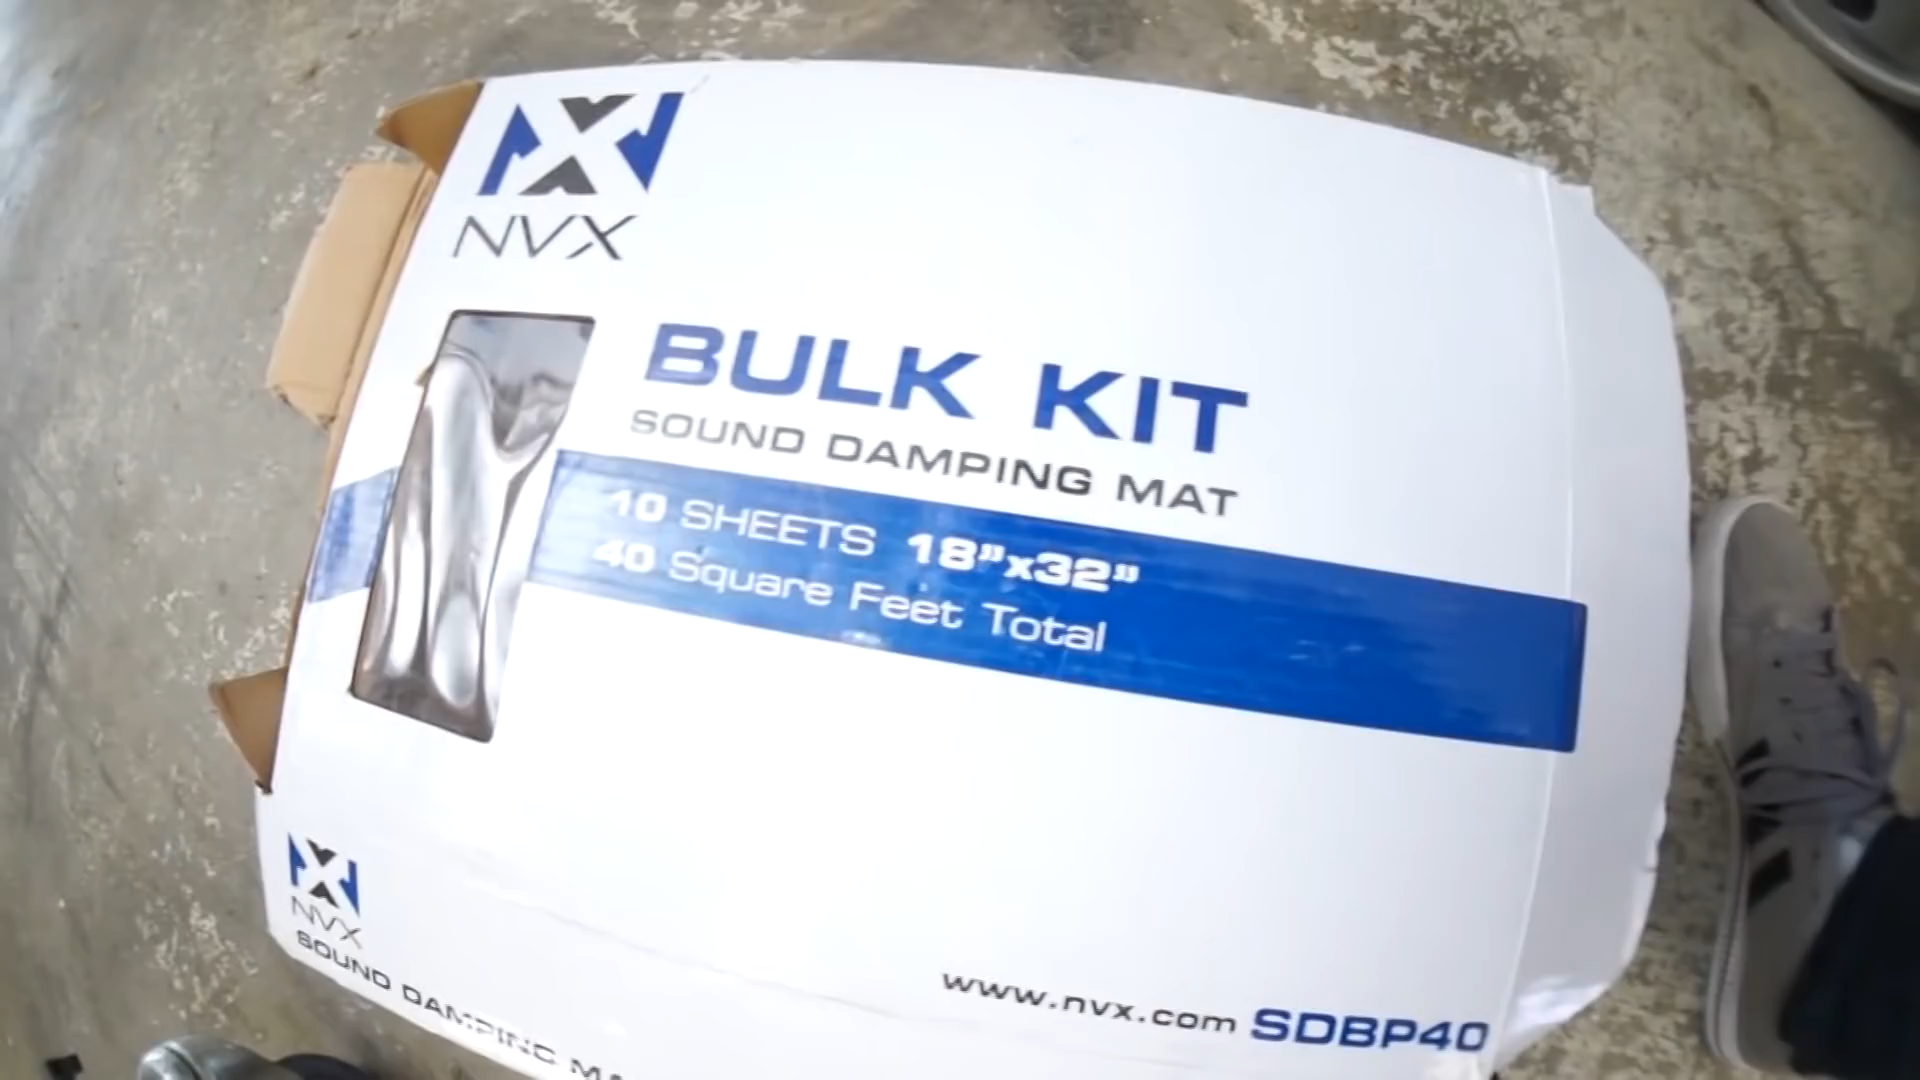 NVX
BULK KIT
SOUND DAMPING MAT
10 SHEETS 18”x32”
40 Square Feet Total
NVX
SOUND DAMPING
www.nvx.com SDBP40